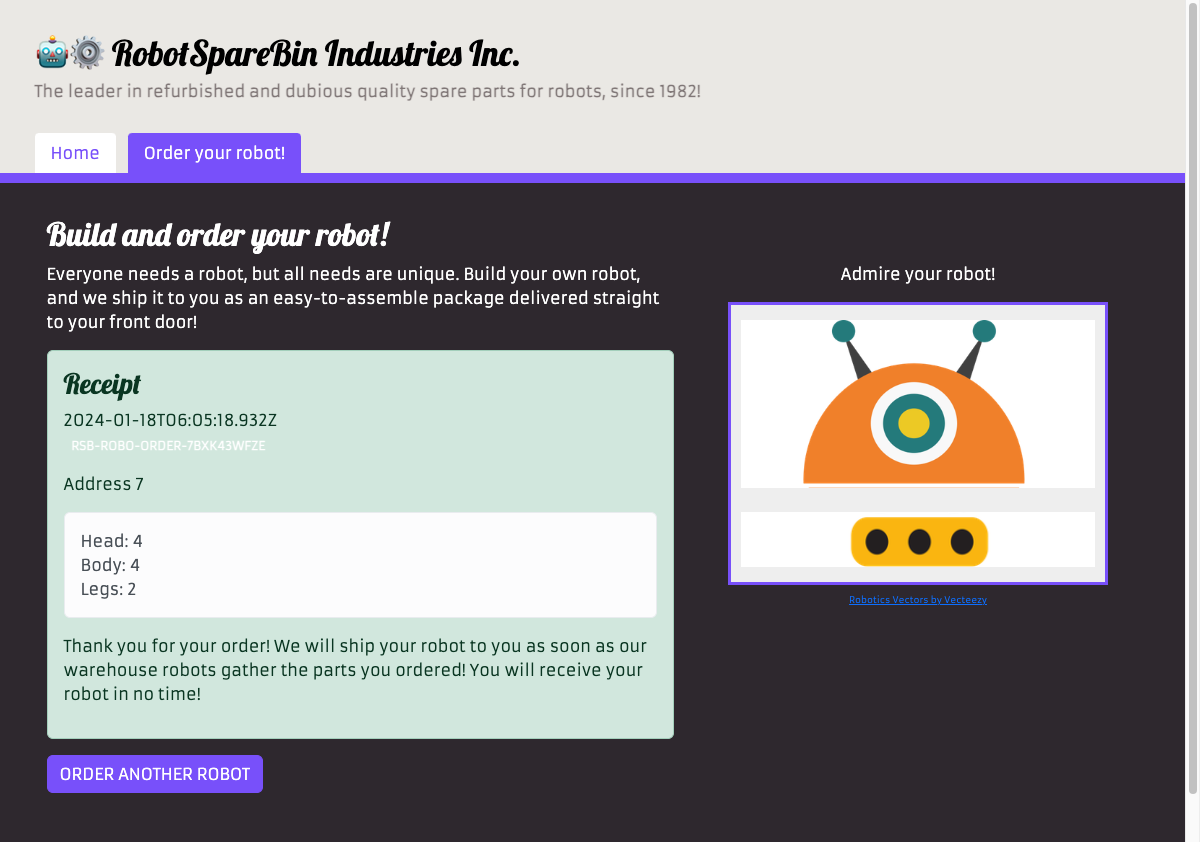 RobotSpareBin Industries Inc.
The leader in refurbished and dubious quality spare parts for robots, since 1982!
Home
Order your robot!
Build and order your robot!
Everyone needs a robot, but all needs are unique. Build your own robot,
and we ship it to you as an easy-to-assemble package delivered straight
to your front door!
Receipt
2024-01-18T06:05:18.932Z
RSB-ROBO-ORDER-7BXK43WFZE
Address 7
Head: 4
Body: 4
Legs: 2
Thank you for your order! We will ship your robot to you as soon as our
warehouse robots gather the parts you ordered! You will receive your
robot in no time!
ORDER ANOTHER ROBOT
Admire your robot!
Robotics Vectors by Vecteezy